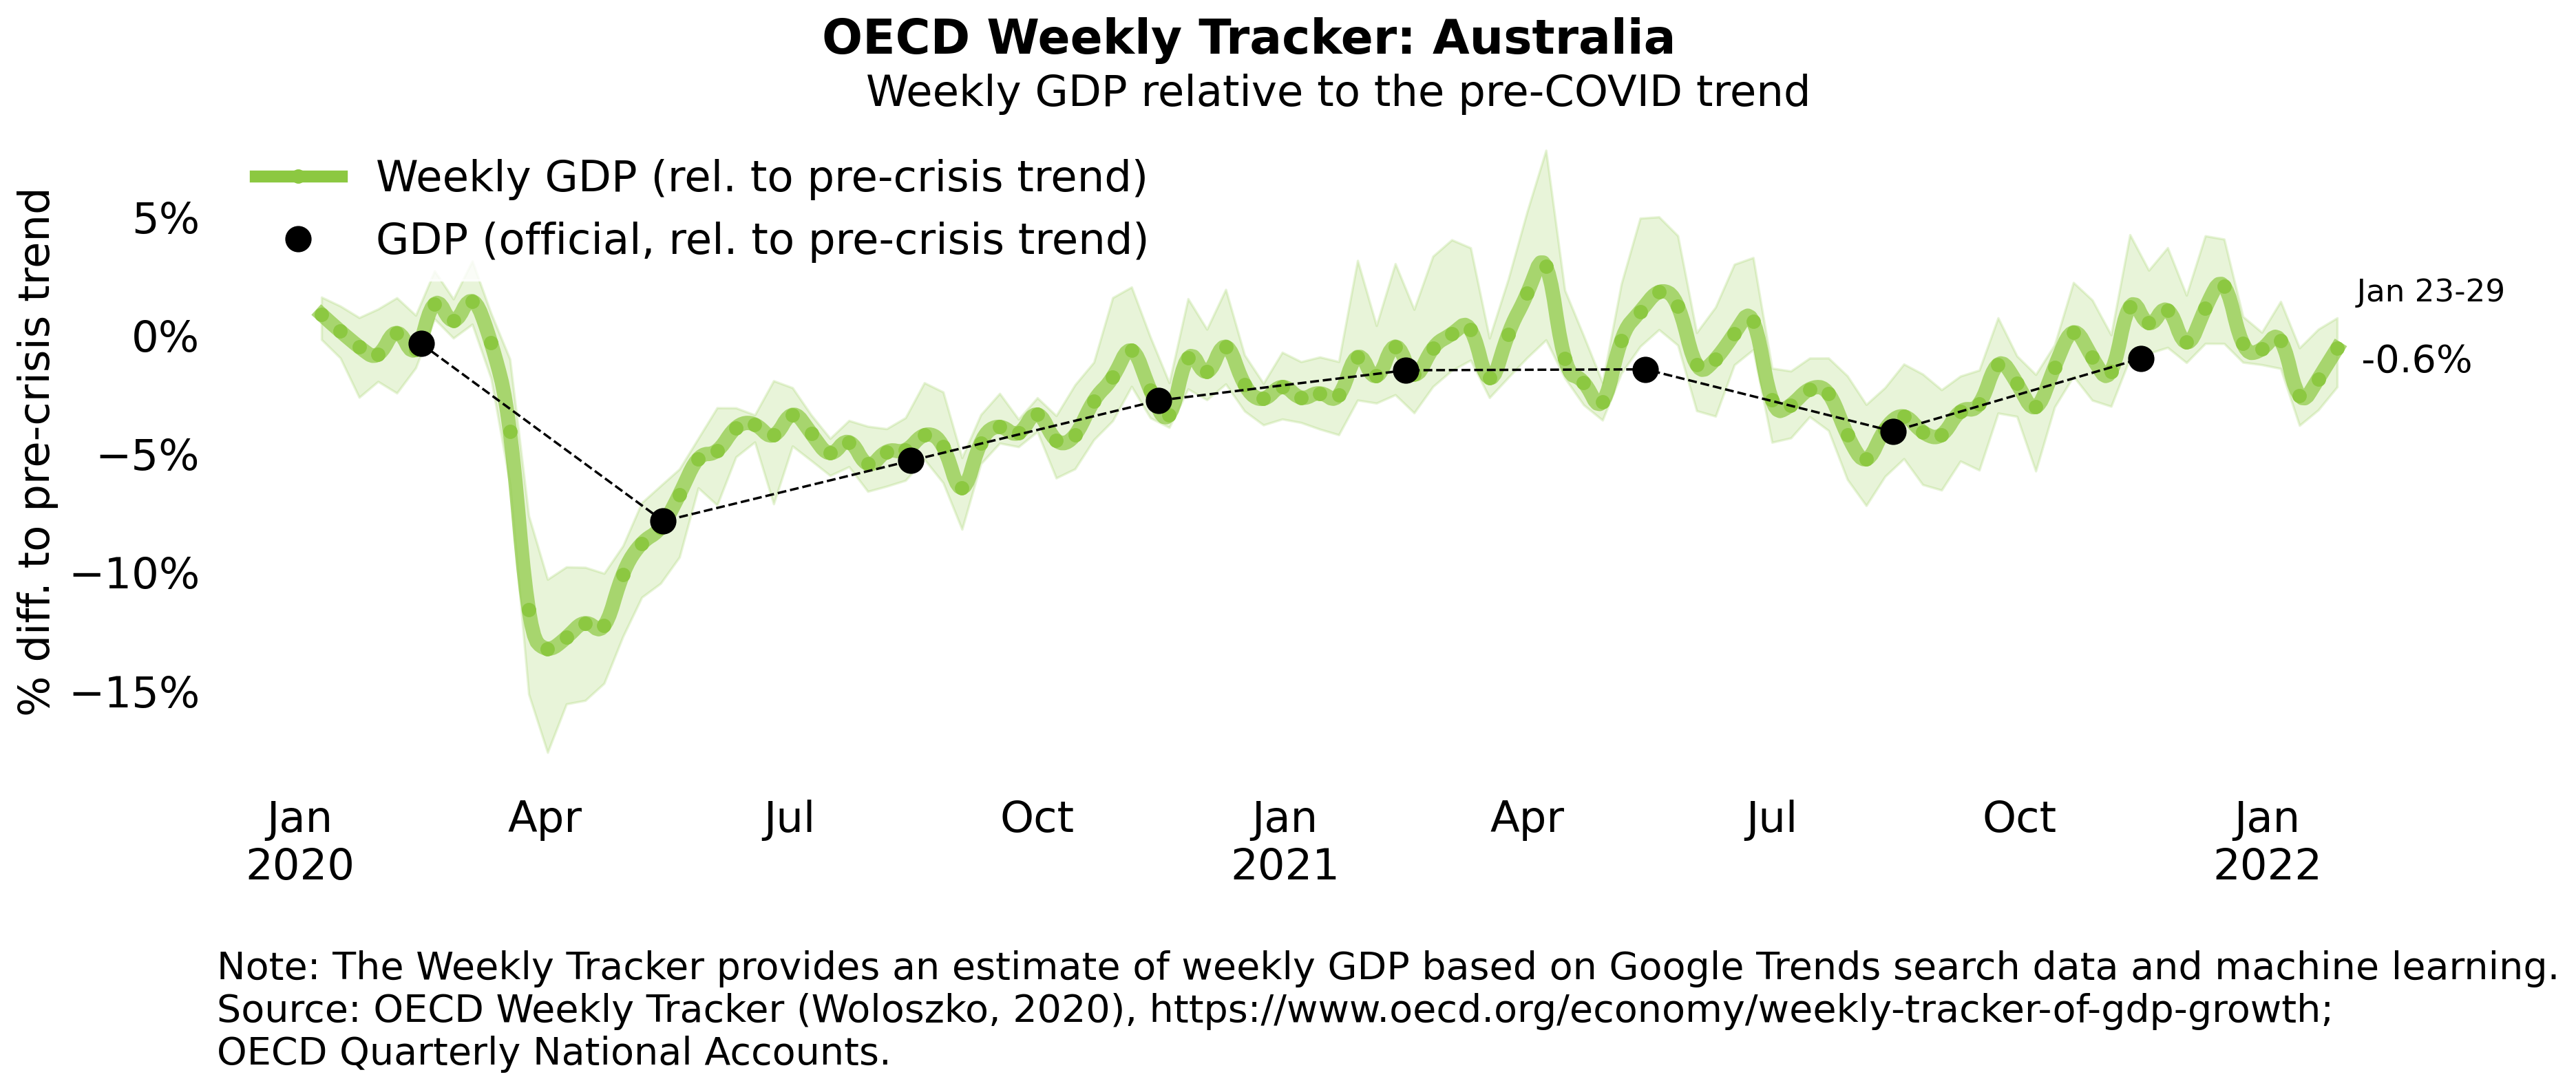 OECD Weekly Tracker: Australia
Weekly GDP relative to the pre-COVID trend
Weekly GDP (rel. to pre-crisis trend)
GDP (official, rel. to pre-crisis trend)
% diff. to pre-crisis trend
5%
0%
−5%
−10%
−15%
Jan 23-29
-0.6%
Jan Apr Jul Oct Jan Apr Jul Oct Jan
2020 2021 2022
Note: The Weekly Tracker provides an estimate of weekly GDP based on Google Trends search data and machine learning.
Source: OECD Weekly Tracker (Woloszko, 2020), https://www.oecd.org/economy/weekly-tracker-of-gdp-growth;
OECD Quarterly National Accounts.